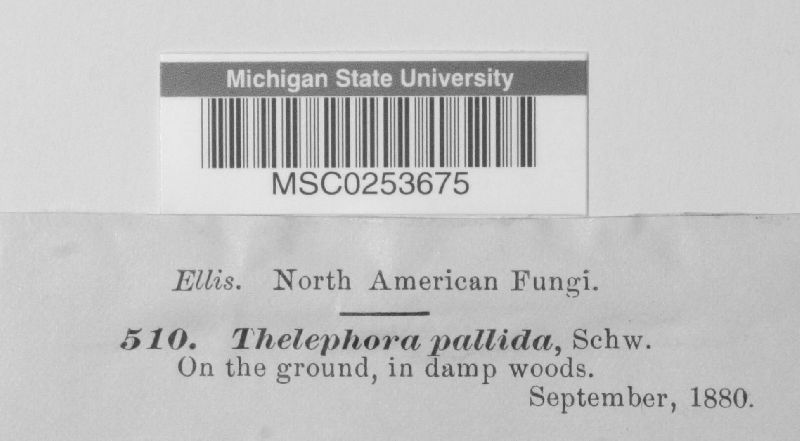 Michigan State University
MSC0253675
Ellis. North American Fungi.
510. Thelephora pallida, Schw.
On the ground, in damp woods.
September, 1880.